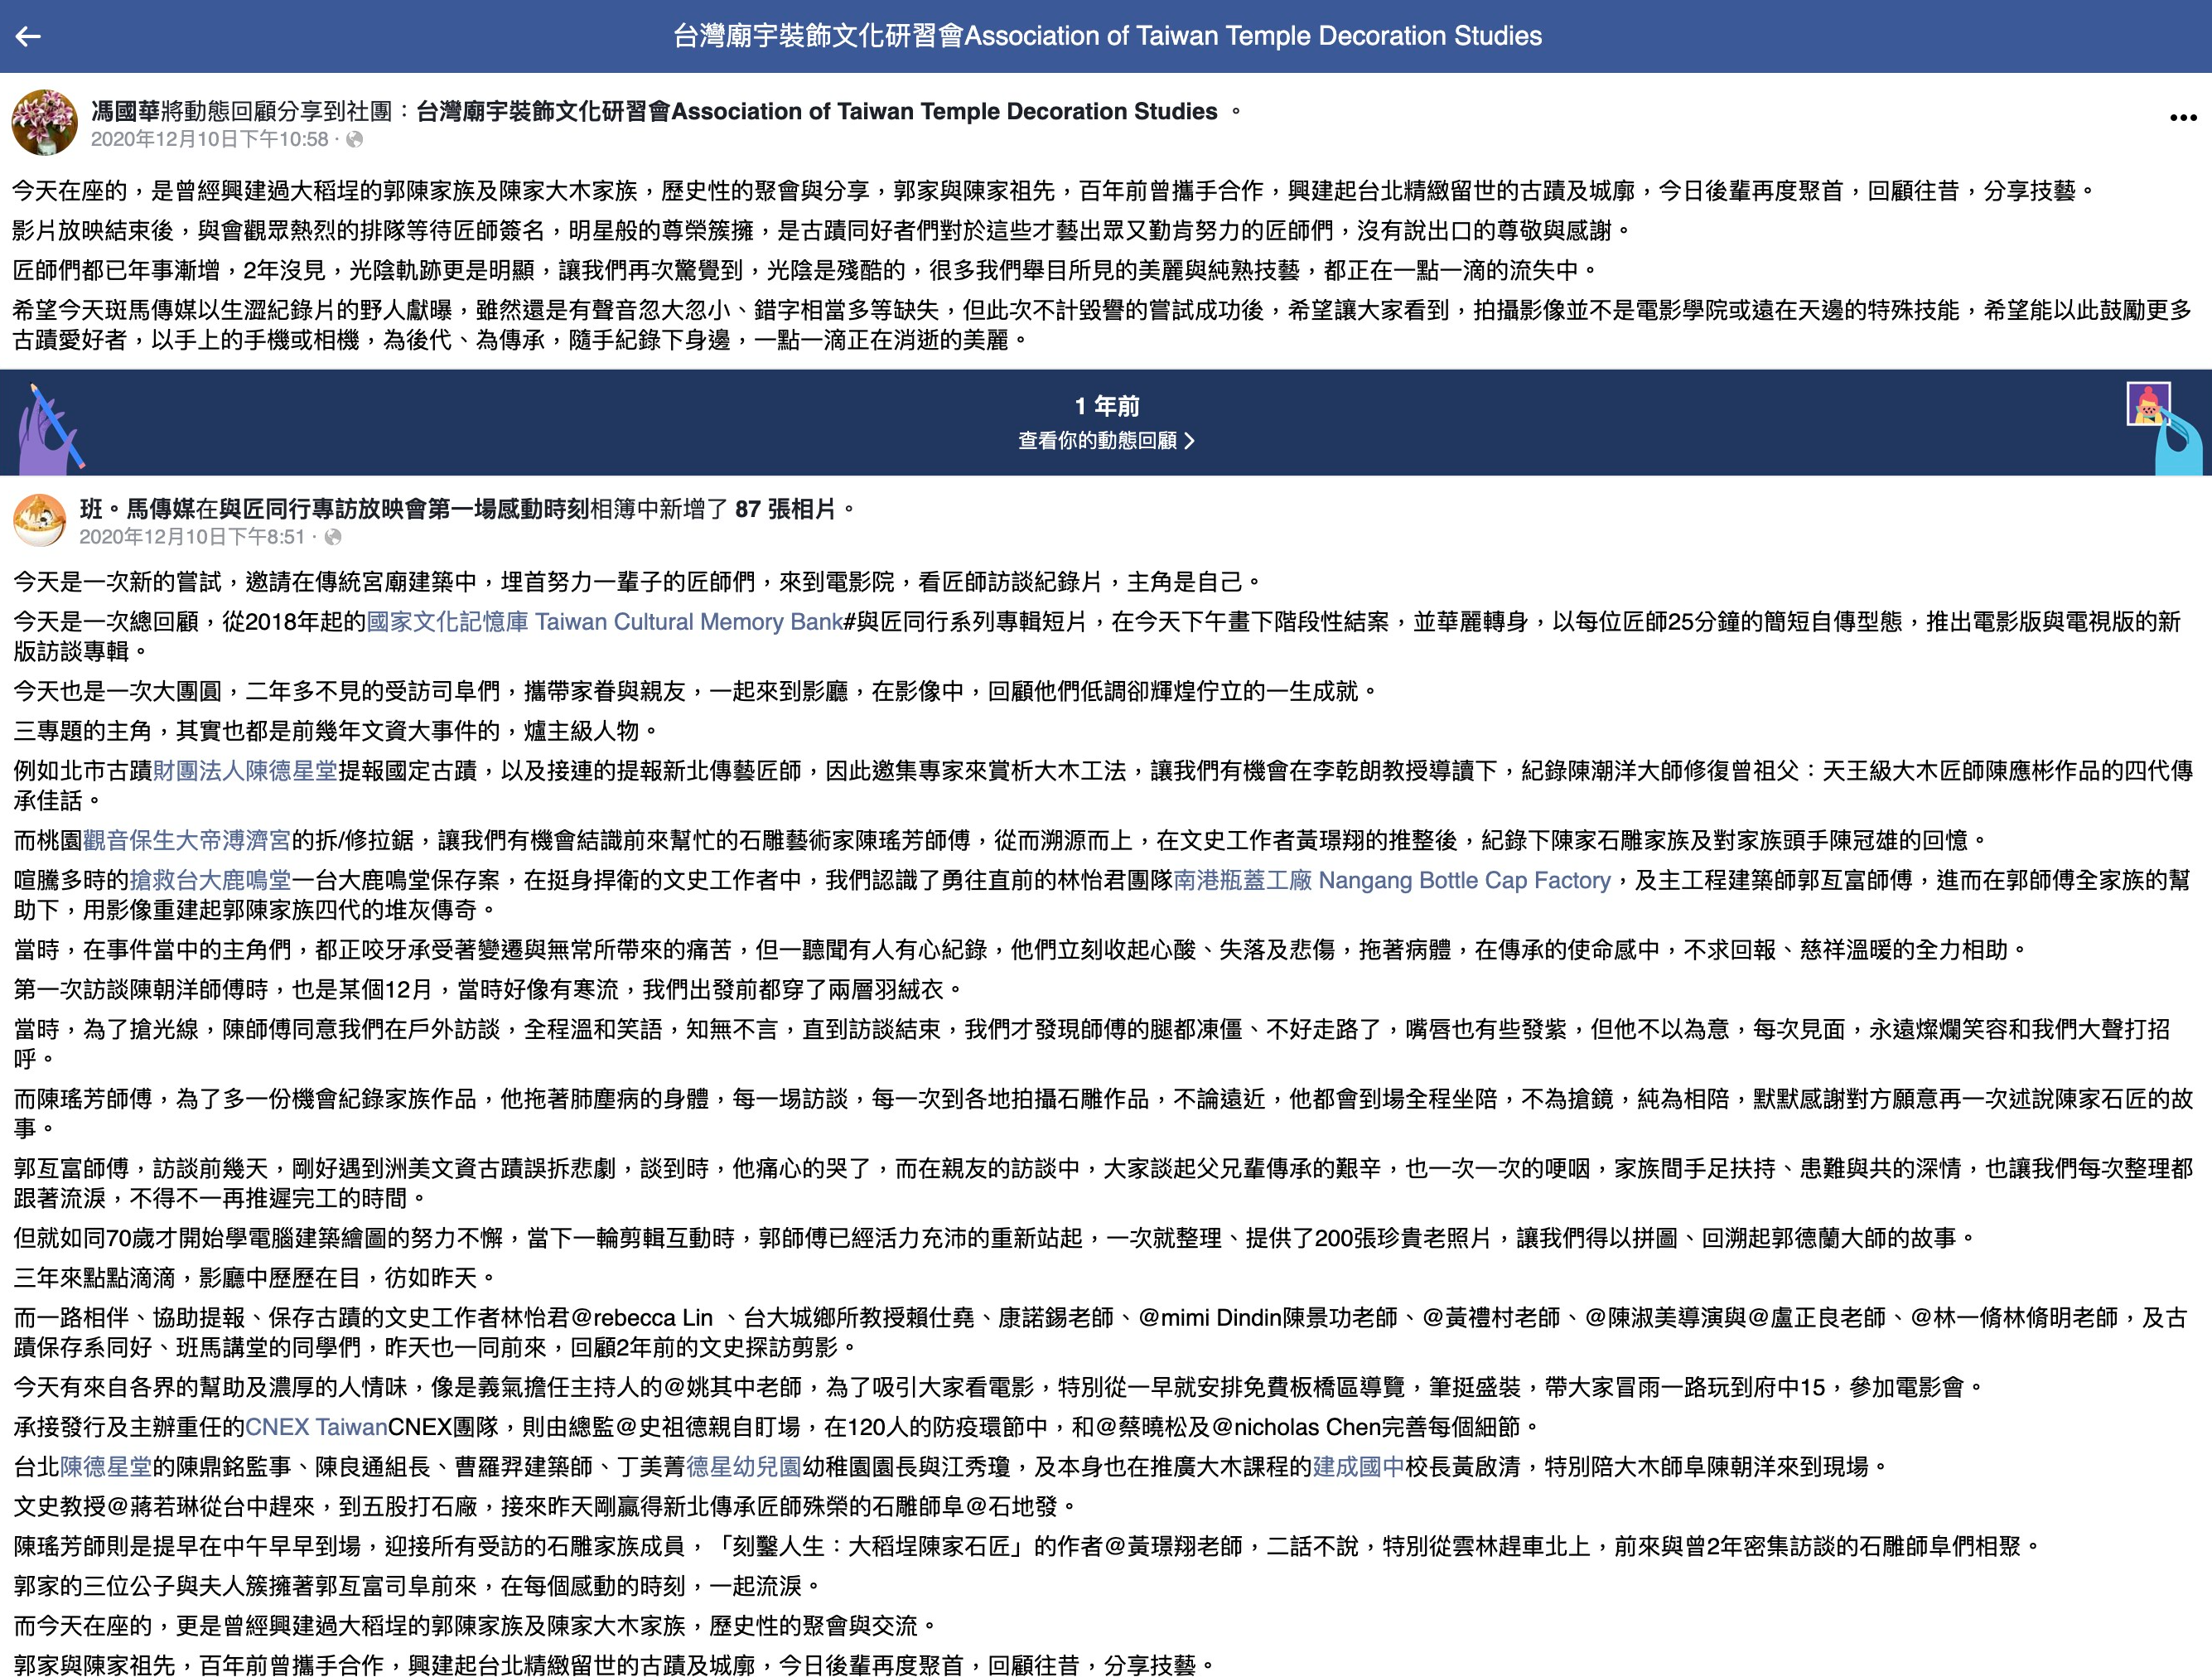 台灣廟宇裝飾文化研習會Association of Taiwan Temple Decoration Studies
馮國華將動態回顧分享到社團：台灣廟宇裝飾文化研習會Association of Taiwan Temple Decoration Studies 。
2020年12月10日下午10:58 ·
今天在座的，是曾經興建過大稻埕的郭陳家族及陳家大木家族，歷史性的聚會與分享，郭家與陳家祖先，百年前曾攜手合作，興建起台北精緻留世的古蹟及城廓，今日後輩再度聚首，回顧往昔，分享技藝。
影片放映結束後，與會觀眾熱烈的排隊等待匠師簽名，明星般的尊榮簇擁，是古蹟同好者們對於這些才藝出眾又勤肯努力的匠師們，沒有說出口的尊敬與感謝。
匠師們都已年事漸增，2年沒見，光陰軌跡更是明顯，讓我們再次驚覺到，光陰是殘酷的，很多我們舉目所見的美麗與純熟技藝，都正在一點一滴的流失中。
希望今天斑馬傳媒以生澀紀錄片的野人獻曝，雖然還是有聲音忽大忽小、錯字相當多等缺失，但此次不計毀譽的嘗試成功後，希望讓大家看到，拍攝影像並不是電影學院或遠在天邊的特殊技能，希望能以此鼓勵更多
古蹟愛好者，以手上的手機或相機，為後代、為傳承，隨手紀錄下身邊，一點一滴正在消逝的美麗。
1 年前
查看你的動態回顧
班。馬傳媒在與匠同行專訪放映會第一場感動時刻相簿中新增了 87 張相片。
2020年12月10日下午8:51 ·
今天是一次新的嘗試，邀請在傳統宮廟建築中，埋首努力一輩子的匠師們，來到電影院，看匠師訪談紀錄片，主角是自己。
今天是一次總回顧，從2018年起的國家文化記憶庫 Taiwan Cultural Memory Bank#與匠同行系列專輯短片，在今天下午畫下階段性結案，並華麗轉身，以每位匠師25分鐘的簡短自傳型態，推出電影版與電視版的新
版訪談專輯。
今天也是一次大團圓，二年多不見的受訪司阜們，攜帶家眷與親友，一起來到影廳，在影像中，回顧他們低調卻輝煌佇立的一生成就。
三專題的主角，其實也都是前幾年文資大事件的，爐主級人物。
例如北市古蹟財團法人陳德星堂提報國定古蹟，以及接連的提報新北傳藝匠師，因此邀集專家來賞析大木工法，讓我們有機會在李乾朗教授導讀下，紀錄陳潮洋大師修復曾祖父：天王級大木匠師陳應彬作品的四代傳
承佳話。
而桃園觀音保生大帝溥濟宮的拆/修拉鋸，讓我們有機會結識前來幫忙的石雕藝術家陳瑤芳師傅，從而溯源而上，在文史工作者黃璟翔的推整後，紀錄下陳家石雕家族及對家族頭手陳冠雄的回憶。
喧騰多時的搶救台大鹿鳴堂一台大鹿鳴堂保存案，在挺身捍衛的文史工作者中，我們認識了勇往直前的林怡君團隊南港瓶蓋工廠 Nangang Bottle Cap Factory，及主工程建築師郭亙富師傅，進而在郭師傅全家族的幫
助下，用影像重建起郭陳家族四代的堆灰傳奇。
當時，在事件當中的主角們，都正咬牙承受著變遷與無常所帶來的痛苦，但一聽聞有人有心紀錄，他們立刻收起心酸、失落及悲傷，拖著病體，在傳承的使命感中，不求回報、慈祥溫暖的全力相助。
第一次訪談陳朝洋師傅時，也是某個12月，當時好像有寒流，我們出發前都穿了兩層羽絨衣。
當時，為了搶光線，陳師傅同意我們在戶外訪談，全程溫和笑語，知無不言，直到訪談結束，我們才發現師傅的腿都凍僵、不好走路了，嘴唇也有些發紫，但他不以為意，每次見面，永遠燦爛笑容和我們大聲打招
呼。
而陳瑤芳師傅，為了多一份機會紀錄家族作品，他拖著肺塵病的身體，每一場訪談，每一次到各地拍攝石雕作品，不論遠近，他都會到場全程坐陪，不為搶鏡，純為相陪，默默感謝對方願意再一次述說陳家石匠的故
事。
郭亙富師傅，訪談前幾天，剛好遇到洲美文資古蹟誤拆悲劇，談到時，他痛心的哭了，而在親友的訪談中，大家談起父兄輩傳承的艱辛，也一次一次的哽咽，家族間手足扶持、患難與共的深情，也讓我們每次整理都
跟著流淚，不得不一再推遲完工的時間。
但就如同70歲才開始學電腦建築繪圖的努力不懈，當下一輪剪輯互動時，郭師傅已經活力充沛的重新站起，一次就整理、提供了200張珍貴老照片，讓我們得以拼圖、回溯起郭德蘭大師的故事。
三年來點點滴滴，影廳中歷歷在目，彷如昨天。
而一路相伴、協助提報、保存古蹟的文史工作者林怡君@rebecca Lin 、台大城鄉所教授賴仕堯、康諾錫老師、@mimi Dindin陳景功老師、@黃禮村老師、@陳淑美導演與@盧正良老師、@林一脩林脩明老師，及古
蹟保存系同好、班馬講堂的同學們，昨天也一同前來，回顧2年前的文史探訪剪影。
今天有來自各界的幫助及濃厚的人情味，像是義氣擔任主持人的@姚其中老師，為了吸引大家看電影，特別從一早就安排免費板橋區導覽，筆挺盛裝，帶大家冒雨一路玩到府中15，參加電影會。
承接發行及主辦重任的CNEX TaiwanCNEX團隊，則由總監@史祖德親自盯場，在120人的防疫環節中，和@蔡曉松及@nicholas Chen完善每個細節。
台北陳德星堂的陳鼎銘監事、陳良通組長、曹羅羿建築師、丁美菁德星幼兒園幼稚園園長與江秀瓊，及本身也在推廣大木課程的建成國中校長黃啟清，特別陪大木師阜陳朝洋來到現場。
文史教授@蔣若琳從台中趕來，到五股打石廠，接來昨天剛贏得新北傳承匠師殊榮的石雕師阜@石地發。
陳瑤芳師則是提早在中午早早到場，迎接所有受訪的石雕家族成員，「刻鑿人生：大稻埕陳家石匠」的作者@黃璟翔老師，二話不說，特別從雲林趕車北上，前來與曾2年密集訪談的石雕師阜們相聚。
郭家的三位公子與夫人簇擁著郭亙富司阜前來，在每個感動的時刻，一起流淚。
而今天在座的，更是曾經興建過大稻埕的郭陳家族及陳家大木家族，歷史性的聚會與交流。
郭家與陳家祖先，百年前曾攜手合作，興建起台北精緻留世的古蹟及城廓，今日後輩再度聚首，回顧往昔，分享技藝。